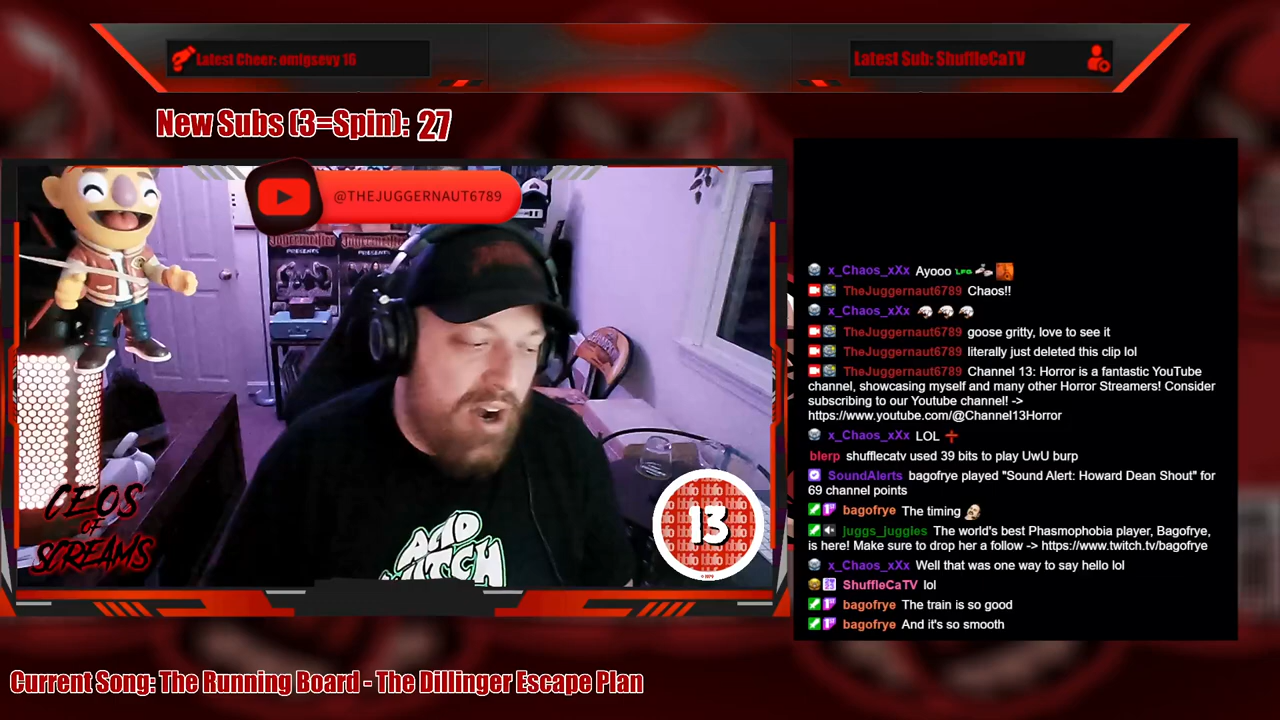 Latest Cheer: omtgsevy 16
Latest Sub: ShuffleCaTV
New Subs (3=Spin): 27
@THEJUGGERNAUT6789
Jägermeister
PRESENTS
PRESENTS
CEOS
OF
SCREAMS
13
x_Chaos_xXx Ayooo
TheJuggernaut6789 Chaos!!
x_Chaos_xXx
TheJuggernaut6789 goose gritty, love to see it
TheJuggernaut6789 literally just deleted this clip lol
TheJuggernaut6789 Channel 13: Horror is a fantastic YouTube
channel, showcasing myself and many other Horror Streamers! Consider
subscribing to our Youtube channel! ->
https://www.youtube.com/@Channel13Horror
x_Chaos_xXx LOL
blerp shufflecatv used 39 bits to play UwU burp
SoundAlerts bagofrye played "Sound Alert: Howard Dean Shout" for
69 channel points
bagofrye The timing
juggs_juggles The world's best Phasmophobia player, Bagofrye,
is here! Make sure to drop her a follow -> https://www.twitch.tv/bagofrye
x_Chaos_xXx Well that was one way to say hello lol
ShuffleCaTV lol
bagofrye The train is so good
bagofrye And it's so smooth
Current Song: The Running Board - The Dillinger Escape Plan